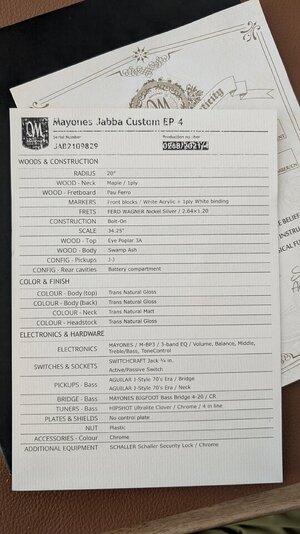 Mayones Jabba Custom EP 4
Serial Number
Production number
JAB2109829
WOODS & CONSTRUCTION
RADIUS 20"
WOOD - Neck Maple / 1ply
WOOD - Fretboard Pau Ferro
MARKERS Front blocks / White Acrylic + 1ply White binding
FRETS FERD WAGNER Nickel Silver / 2.64×1.20
CONSTRUCTION Bolt-On
SCALE 34.25"
WOOD - Top Eye Poplar 3A
WOOD - Body Swamp Ash
CONFIG - Pickups J-J
CONFIG - Rear cavities Battery compartment
COLOR & FINISH
COLOUR - Body (top) Trans Natural Gloss
COLOUR - Body (back) Trans Natural Gloss
COLOUR - Neck Trans Natural Matt
COLOUR - Headstock Trans Natural Gloss
ELECTRONICS & HARDWARE
ELECTRONICS MAYONES / M-BP3 / 3-band EQ / Volume, Balance, Middle,
Treble/Bass, ToneControl
SWITCHES & SOCKETS SWITCHCRAFT Jack ¼ in.
Active/Passive Switch
PICKUPS - Bass AGUILAR J-Style 70's Era / Bridge
AGUILAR J-Style 70's Era / Neck
BRIDGE - Bass MAYONES BIGFOOT Bass Bridge 4-20 / CR
TUNERS - Bass HIPSHOT Ultralite Clover / Chrome / 4 in line
PLATES & SHIELDS No control plate
NUT Plastic
ACCESSORIES - Colour Chrome
ADDITIONAL EQUIPMENT SCHALLER Schaller Security Lock / Chrome